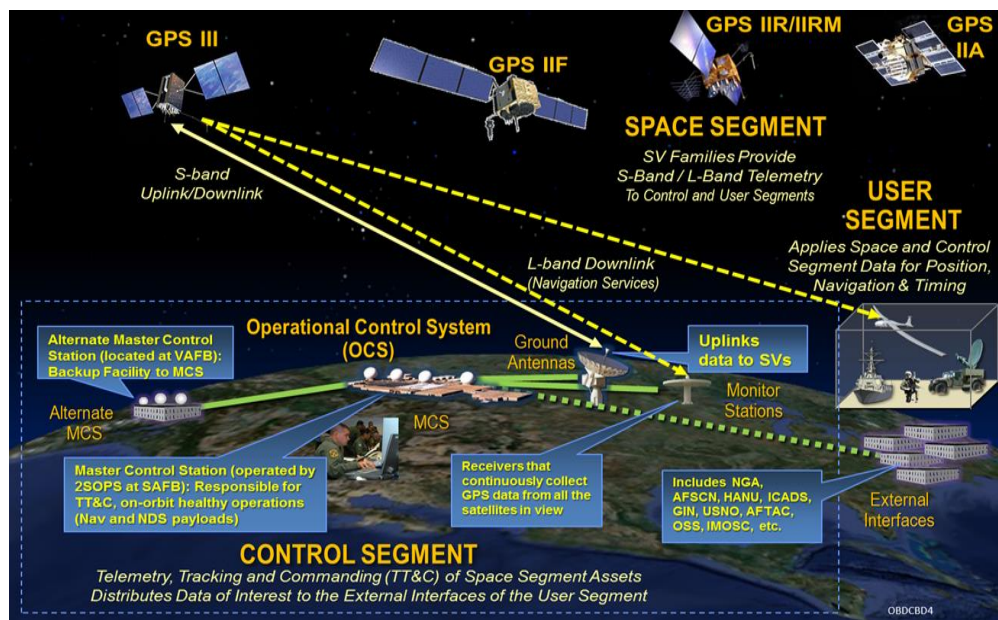 GPS III
GPS IIF
GPS IIR/IIRM
GPS
IIA
SPACE SEGMENT
SV Families Provide
S-Band / L-Band Telemetry
To Control and User Segments
S-band
Uplink/Downlink
USER
SEGMENT
Applies Space and Control
Segment Data for Position,
Navigation & Timing
L-band Downlink
(Navigation Services)
Operational Control System
(OCS)
Alternate Master Control
Station (located at VAFB):
Backup Facility to MCS
Ground
Antennas
Uplinks
data to SVs
Alternate
MCS
MCS
Monitor
Stations
Master Control Station (operated by
2SOPS at SAFB): Responsible for
TT&C, on-orbit healthy operations
(Nav and NDS payloads)
Receivers that
continuously collect
GPS data from all the
satellites in view
Includes NGA,
AFSCN, HANU, ICADS,
GIN, USNO, AFTAC,
OSS, IMOSC, etc.
External
Interfaces
CONTROL SEGMENT
Telemetry, Tracking and Commanding (TT&C) of Space Segment Assets
Distributes Data of Interest to the External Interfaces of the User Segment
OBDCBD4